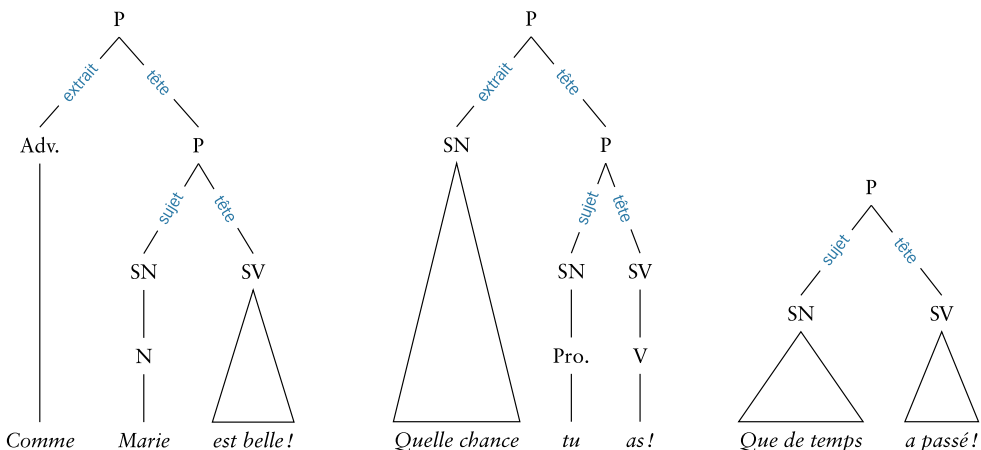 P P
extrait tête extrait tête
Adv. P SN P
P
sujet tête sujet tête
sujet tête
SN SV SN SV
SN SV
N Pro. V
Comme Marie est belle ! Quelle chance tu as ! Que de temps a passé !